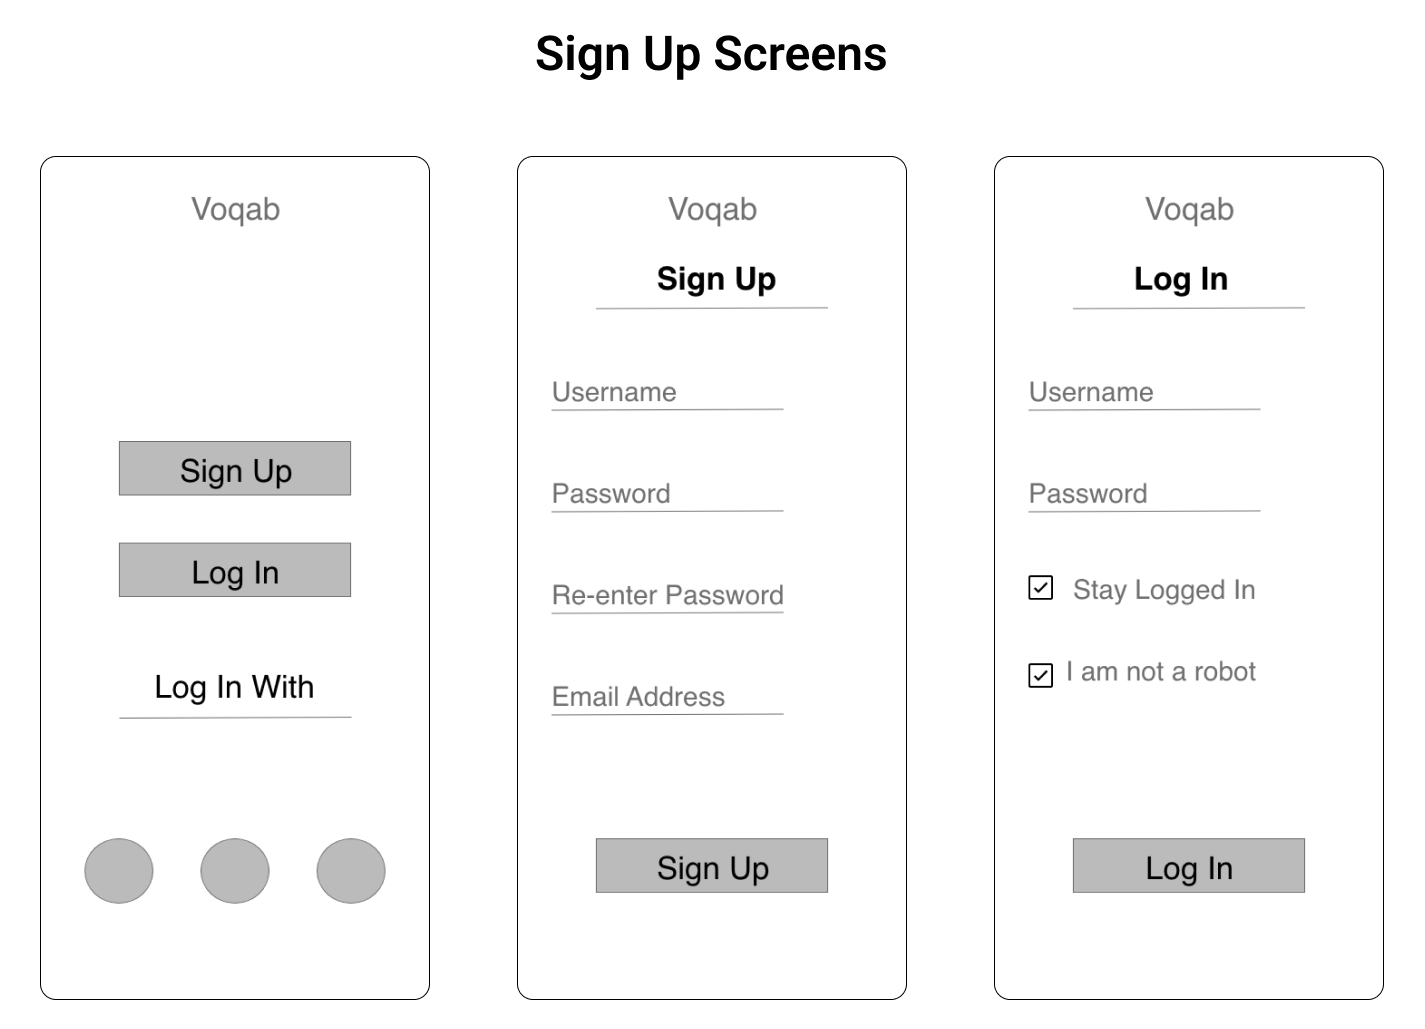 Sign Up Screens
Voqab
Sign Up
Log In
Log In With
Voqab
Sign Up
Username
Password
Re-enter Password
Email Address
Sign Up
Voqab
Log In
Username
Password
Stay Logged In
I am not a robot
Log In